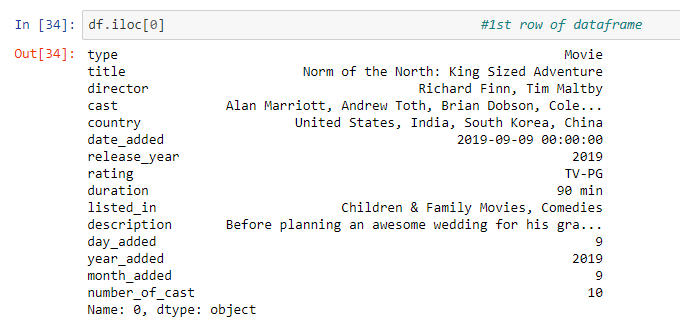 In [34]: df.iloc[0] #1st row of dataframe
Out[34]: type Movie
title Norm of the North: King Sized Adventure
director Richard Finn, Tim Maltby
cast Alan Marriott, Andrew Toth, Brian Dobson, Cole...
country United States, India, South Korea, China
date_added 2019-09-09 00:00:00
release_year 2019
rating TV-PG
duration 90 min
listed_in Children & Family Movies, Comedies
description Before planning an awesome wedding for his gra...
day_added 9
year_added 2019
month_added 9
number_of_cast 10
Name: 0, dtype: object